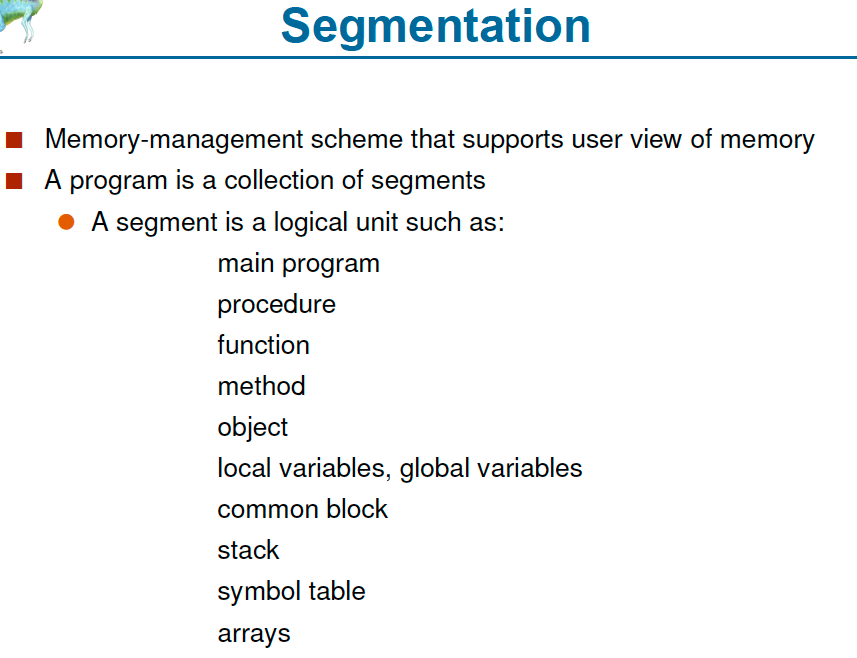 Segmentation
Memory-management scheme that supports user view of memory
A program is a collection of segments
A segment is a logical unit such as:
main program
procedure
function
method
object
local variables, global variables
common block
stack
symbol table
arrays